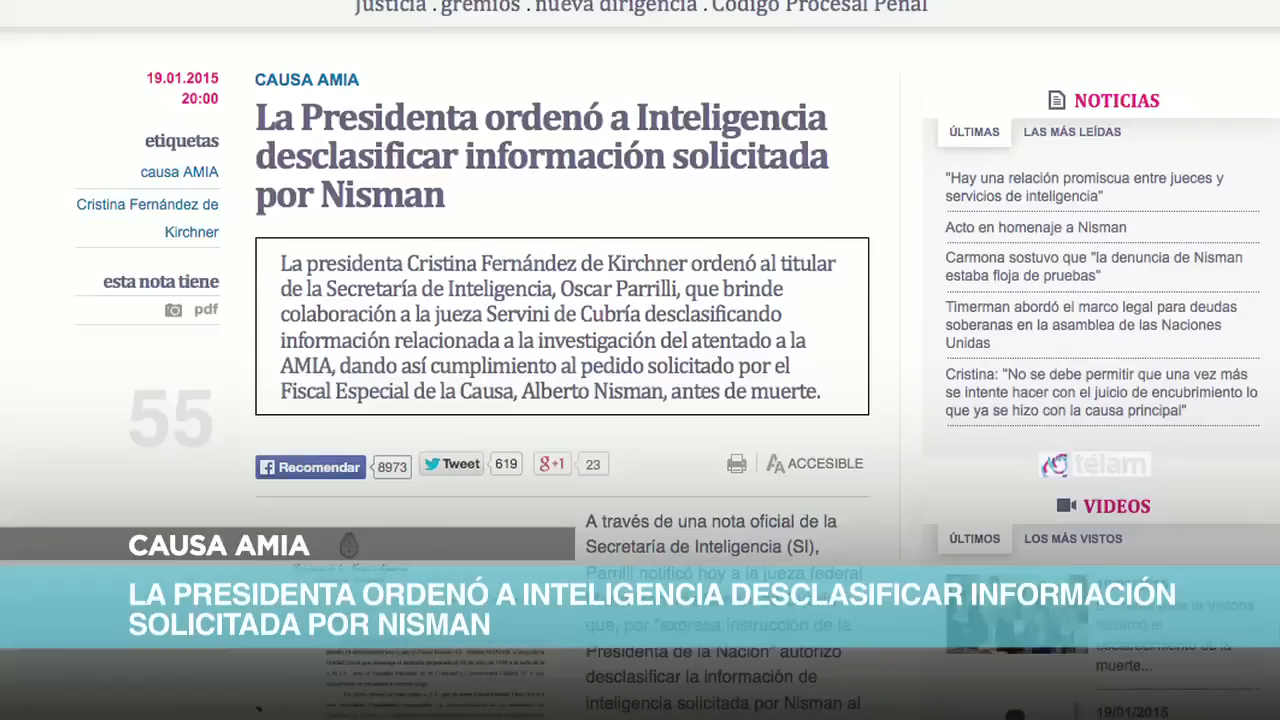 Justicia . gremios . nueva dirigencia . Código Procesal Penal
19.01.2015
20:00
etiquetas
causa AMIA
Cristina Fernández de
Kirchner
esta nota tiene
pdf
55
CAUSA AMIA
La Presidenta ordenó a Inteligencia
desclasificar información solicitada
por Nisman
La presidenta Cristina Fernández de Kirchner ordenó al titular
de la Secretaría de Inteligencia, Oscar Parrilli, que brinde
colaboración a la jueza Servini de Cubría desclasificando
información relacionada a la investigación del atentado a la
AMIA, dando así cumplimiento al pedido solicitado por el
Fiscal Especial de la Causa, Alberto Nisman, antes de muerte.
Recomendar 8973 Tweet 619 g+1 23
ACCESIBLE
A través de una nota oficial de la
Secretaría de Inteligencia (SI),
Parrilli notificó hoy a la jueza federal
que, por "expresa instrucción de la
Presidenta de la Nación" autorizó
desclasificar la información de
inteligencia solicitada por Nisman al
NOTICIAS
ÚLTIMAS LAS MÁS LEÍDAS
"Hay una relación promiscua entre jueces y
servicios de inteligencia"
Acto en homenaje a Nisman
Carmona sostuvo que "la denuncia de Nisman
estaba floja de pruebas"
Timerman abordó el marco legal para deudas
soberanas en la asamblea de las Naciones
Unidas
Cristina: "No se debe permitir que una vez más
se intente hacer con el juicio de encubrimiento lo
que ya se hizo con la causa principal"
télam
VIDEOS
ÚLTIMOS LOS MÁS VISTOS
19/01/2015
muerte...
19/01/2015
CAUSA AMIA
LA PRESIDENTA ORDENÓ A INTELIGENCIA DESCLASIFICAR INFORMACIÓN
SOLICITADA POR NISMAN